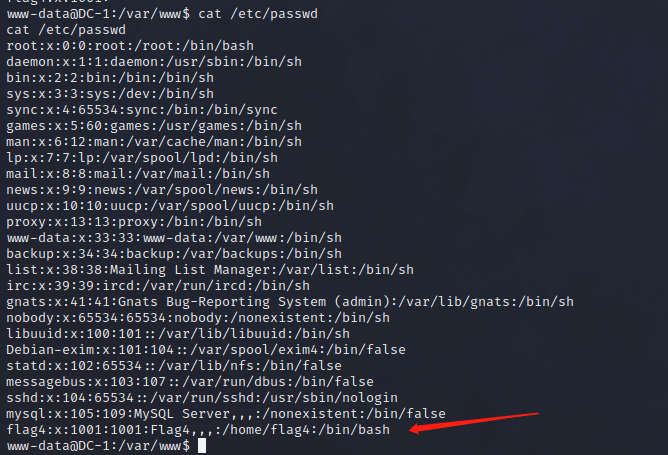 www-data@DC-1:/var/www$ cat /etc/passwd
cat /etc/passwd
root:x:0:0:root:/root:/bin/bash
daemon:x:1:1:daemon:/usr/sbin:/bin/sh
bin:x:2:2:bin:/bin:/bin/sh
sys:x:3:3:sys:/dev:/bin/sh
sync:x:4:65534:sync:/bin:/bin/sync
games:x:5:60:games:/usr/games:/bin/sh
man:x:6:12:man:/var/cache/man:/bin/sh
lp:x:7:7:lp:/var/spool/lpd:/bin/sh
mail:x:8:8:mail:/var/mail:/bin/sh
news:x:9:9:news:/var/spool/news:/bin/sh
uucp:x:10:10:uucp:/var/spool/uucp:/bin/sh
proxy:x:13:13:proxy:/bin:/bin/sh
www-data:x:33:33:www-data:/var/www:/bin/sh
backup:x:34:34:backup:/var/backups:/bin/sh
list:x:38:38:Mailing List Manager:/var/list:/bin/sh
irc:x:39:39:ircd:/var/run/ircd:/bin/sh
gnats:x:41:41:Gnats Bug-Reporting System (admin):/var/lib/gnats:/bin/sh
nobody:x:65534:65534:nobody:/nonexistent:/bin/sh
libuuid:x:100:101::/var/lib/libuuid:/bin/sh
Debian-exim:x:101:104::/var/spool/exim4:/bin/false
statd:x:102:65534::/var/lib/nfs:/bin/false
messagebus:x:103:107::/var/run/dbus:/bin/false
sshd:x:104:65534::/var/run/sshd:/usr/sbin/nologin
mysql:x:105:109:MySQL Server,,,:/nonexistent:/bin/false
flag4:x:1001:1001:Flag4,,,:/home/flag4:/bin/bash
www-data@DC-1:/var/www$